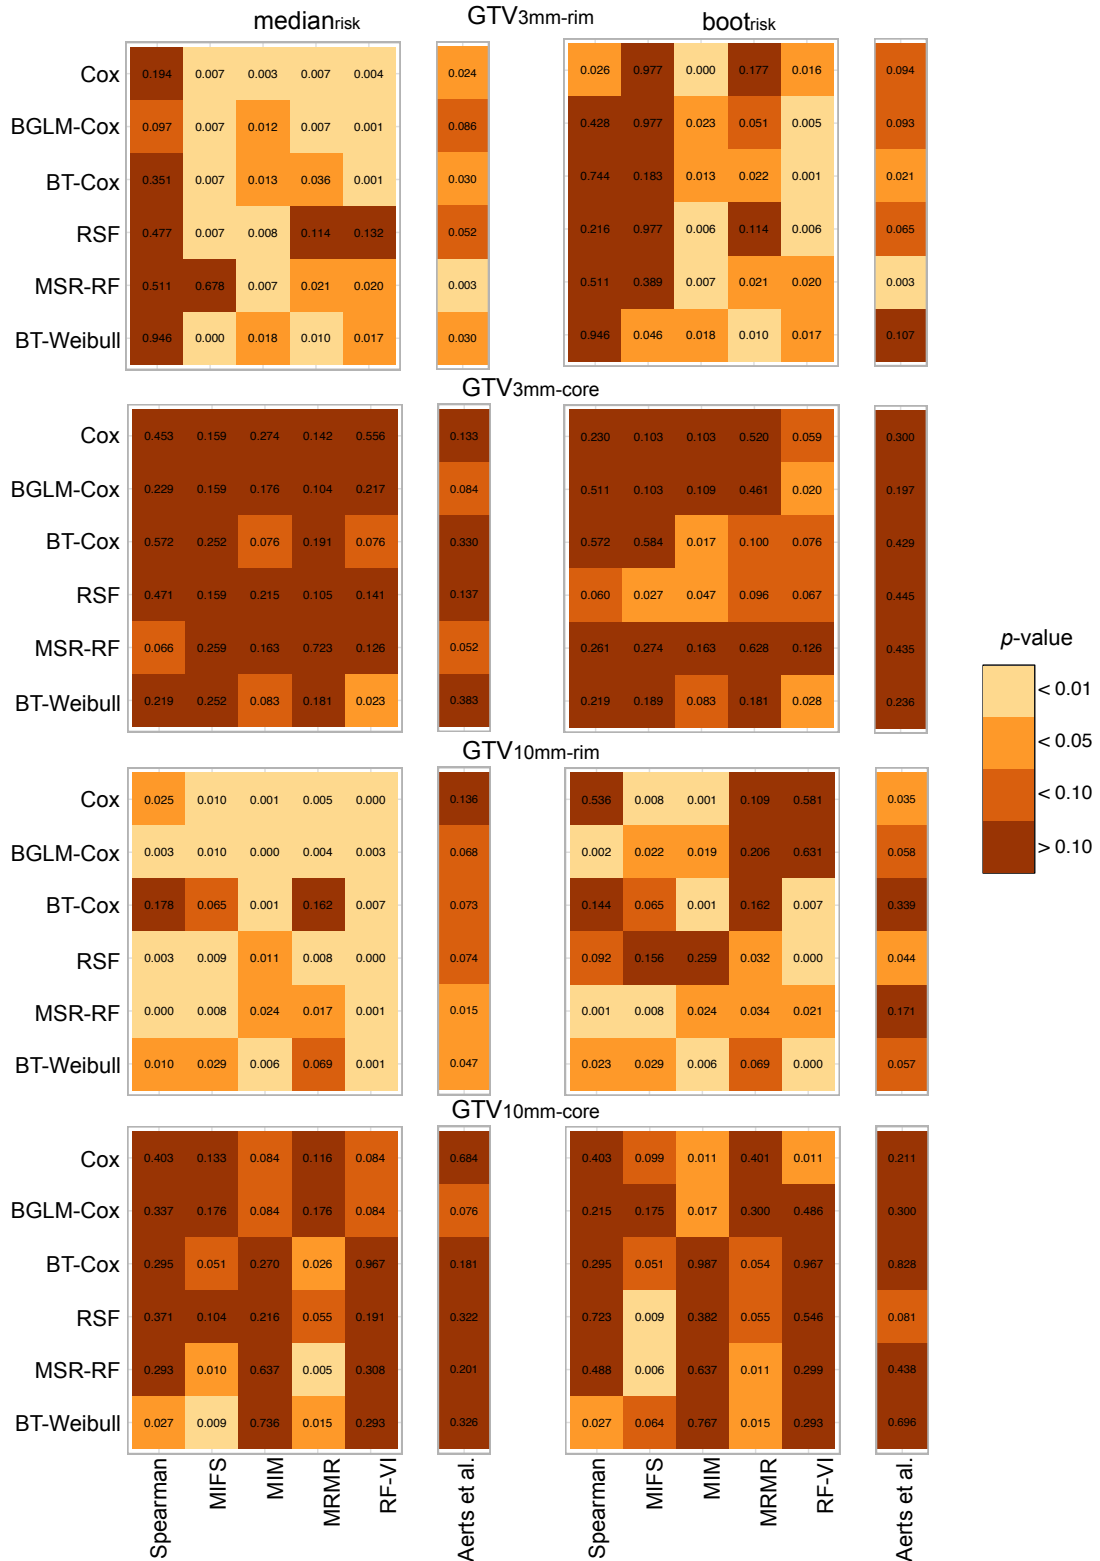 GTV3mm-rim
medianrisk bootrisk
Cox 0.194 0.007 0.003 0.007 0.004 0.024 0.026 0.977 0.000 0.177 0.016 0.094
BGLM-Cox 0.097 0.007 0.012 0.007 0.001 0.086 0.428 0.977 0.023 0.051 0.005 0.093
BT-Cox 0.351 0.007 0.013 0.036 0.001 0.030 0.744 0.183 0.013 0.022 0.001 0.021
RSF 0.477 0.007 0.008 0.114 0.132 0.052 0.216 0.977 0.006 0.114 0.006 0.065
MSR-RF 0.511 0.678 0.007 0.021 0.020 0.003 0.511 0.389 0.007 0.021 0.020 0.003
BT-Weibull 0.946 0.000 0.018 0.010 0.017 0.030 0.946 0.046 0.018 0.010 0.017 0.107
GTV3mm-core
Cox 0.453 0.159 0.274 0.142 0.556 0.133 0.230 0.103 0.103 0.520 0.059 0.300
BGLM-Cox 0.229 0.159 0.176 0.104 0.217 0.084 0.511 0.103 0.109 0.461 0.020 0.197
BT-Cox 0.572 0.252 0.076 0.191 0.076 0.330 0.572 0.584 0.017 0.100 0.076 0.429
RSF 0.471 0.159 0.215 0.105 0.141 0.137 0.060 0.027 0.047 0.096 0.067 0.445
MSR-RF 0.066 0.259 0.163 0.723 0.126 0.052 0.261 0.274 0.163 0.628 0.126 0.435
BT-Weibull 0.219 0.252 0.083 0.181 0.023 0.383 0.219 0.189 0.083 0.181 0.028 0.236
p-value
< 0.01
< 0.05
< 0.10
> 0.10
GTV10mm-rim
Cox 0.025 0.010 0.001 0.005 0.000 0.136 0.536 0.008 0.001 0.109 0.581 0.035
BGLM-Cox 0.003 0.010 0.000 0.004 0.003 0.068 0.002 0.022 0.019 0.206 0.631 0.058
BT-Cox 0.178 0.065 0.001 0.162 0.007 0.073 0.144 0.065 0.001 0.162 0.007 0.339
RSF 0.003 0.009 0.011 0.008 0.000 0.074 0.092 0.156 0.259 0.032 0.000 0.044
MSR-RF 0.000 0.008 0.024 0.017 0.001 0.015 0.001 0.008 0.024 0.034 0.021 0.171
BT-Weibull 0.010 0.029 0.006 0.069 0.001 0.047 0.023 0.029 0.006 0.069 0.000 0.057
GTV10mm-core
Cox 0.403 0.133 0.084 0.116 0.084 0.684 0.403 0.099 0.011 0.401 0.011 0.211
BGLM-Cox 0.337 0.176 0.084 0.176 0.084 0.076 0.215 0.175 0.017 0.300 0.486 0.300
BT-Cox 0.295 0.051 0.270 0.026 0.967 0.181 0.295 0.051 0.987 0.054 0.967 0.828
RSF 0.371 0.104 0.216 0.055 0.191 0.322 0.723 0.009 0.382 0.055 0.546 0.081
MSR-RF 0.293 0.010 0.637 0.005 0.308 0.201 0.488 0.006 0.637 0.011 0.299 0.438
BT-Weibull 0.027 0.009 0.736 0.015 0.293 0.326 0.027 0.064 0.767 0.015 0.293 0.696
Spearman MIFS MIM MRMR RF-VI Aerts et al. Spearman MIFS MIM MRMR RF-VI Aerts et al.